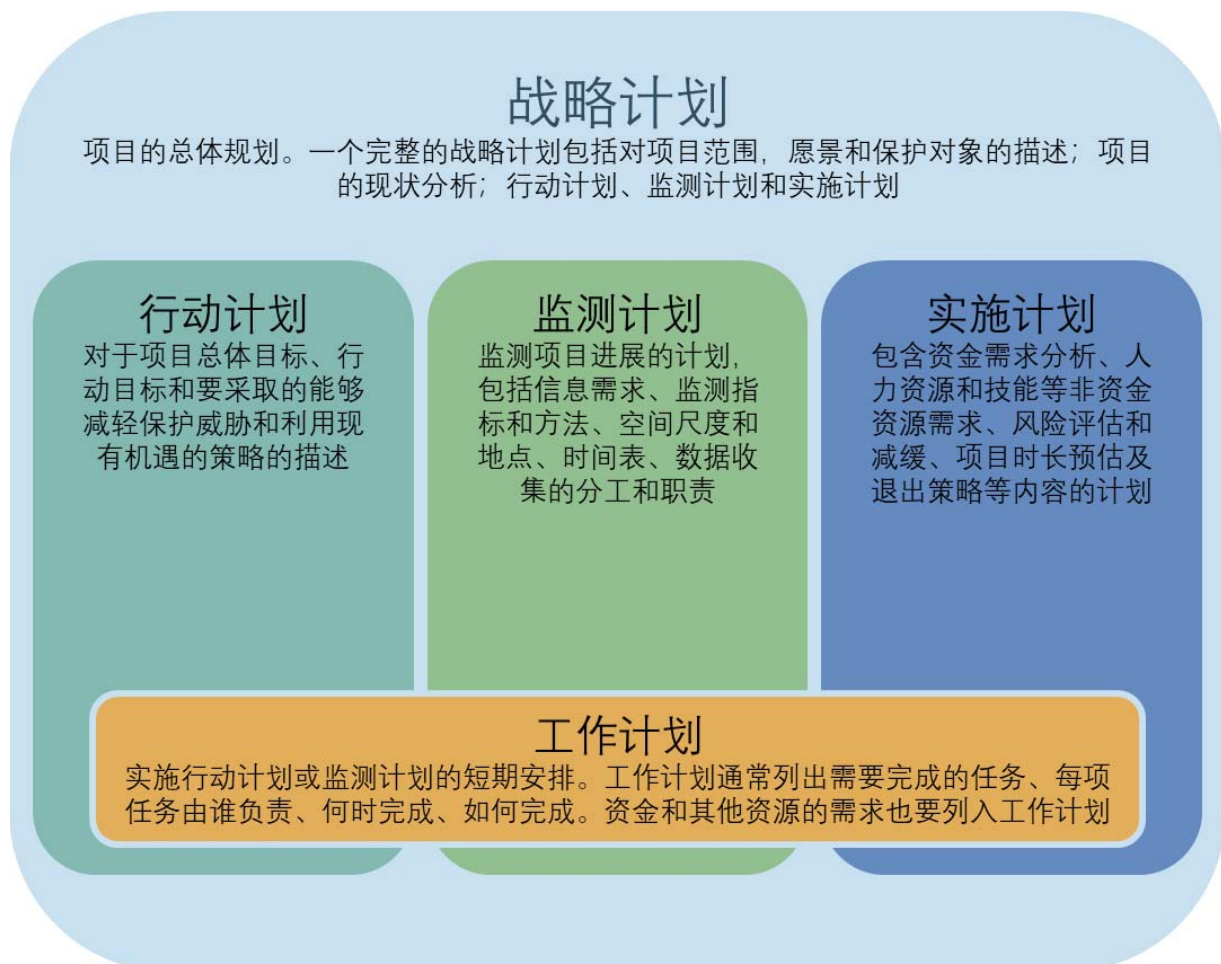 战略计划
项目的总体规划。一个完整的战略计划包括对项目范围，愿景和保护对象的描述；项目
的现状分析；行动计划、监测计划和实施计划
行动计划
对于项目总体目标、行
动目标和要采取的能够
减轻保护威胁和利用现
有机遇的策略的描述
监测计划
监测项目进展的计划，
包括信息需求、监测指
标和方法、空间尺度和
地点、时间表、数据收
集的分工和职责
实施计划
包含资金需求分析、人
力资源和技能等非资金
资源需求、风险评估和
减缓、项目时长预估及
退出策略等内容的计划
工作计划
实施行动计划或监测计划的短期安排。工作计划通常列出需要完成的任务、每项
任务由谁负责、何时完成、如何完成。资金和其他资源的需求也要列入工作计划